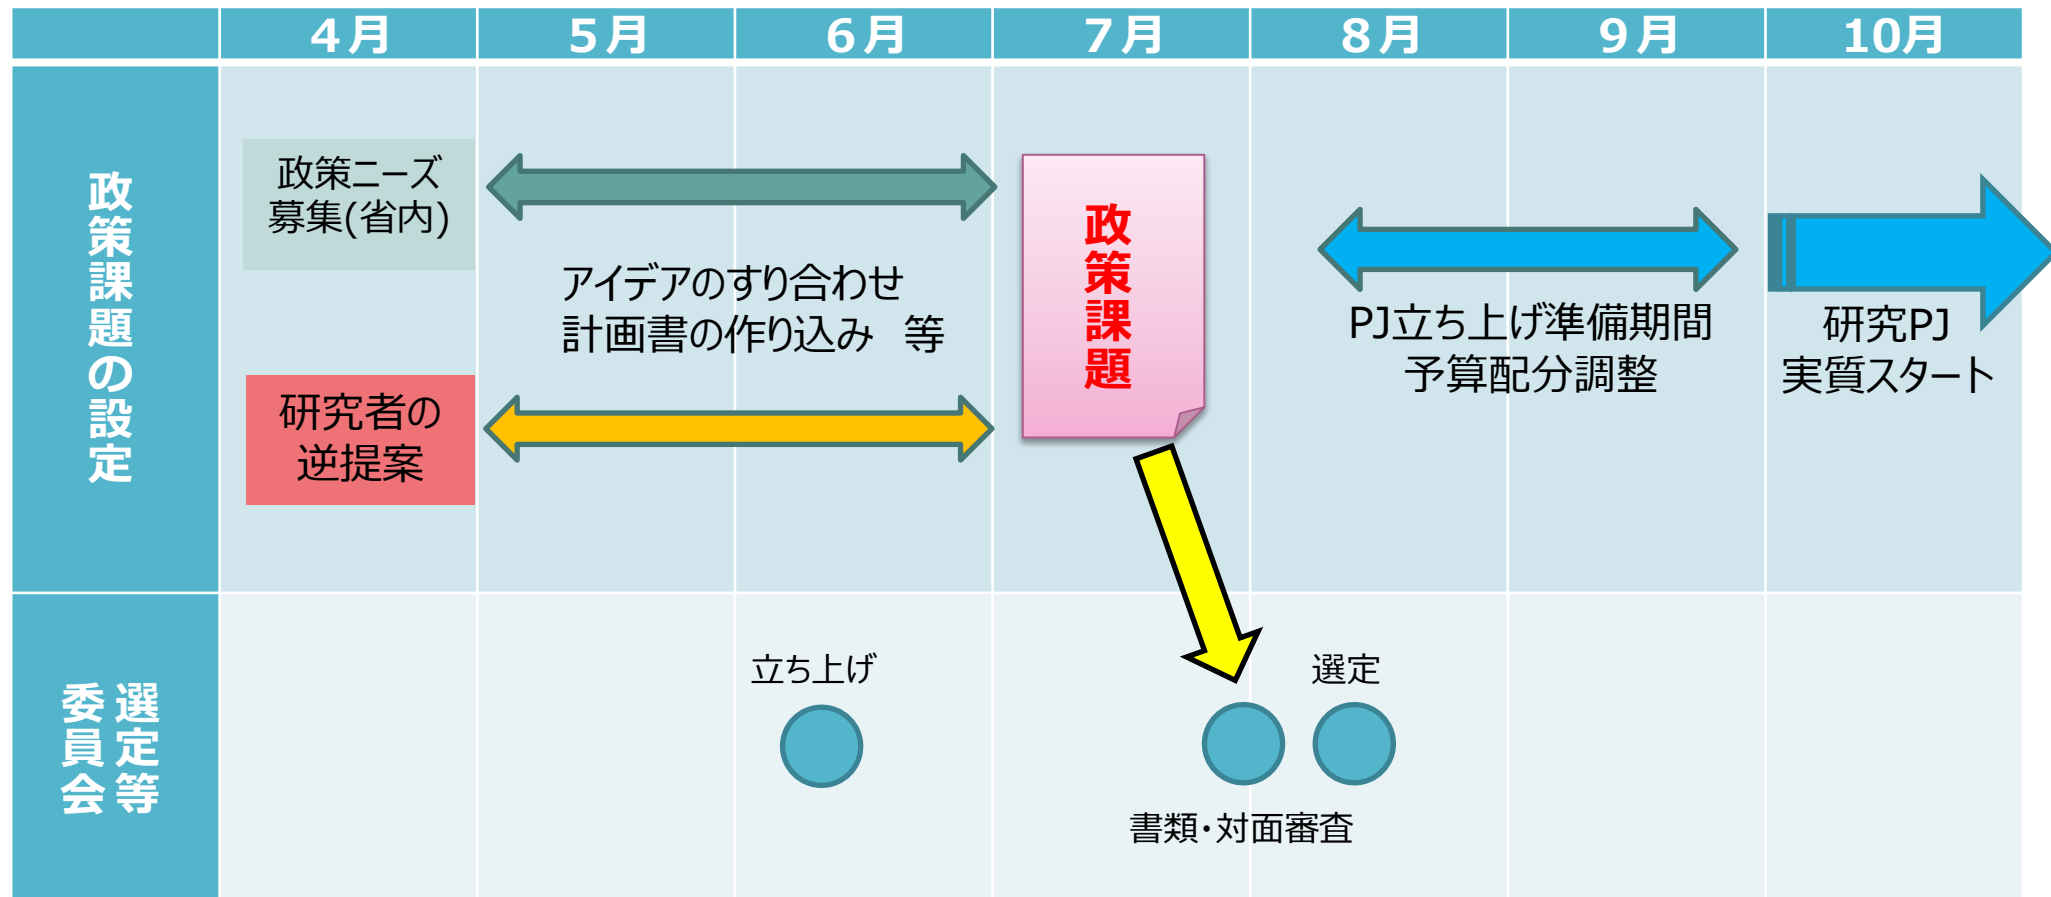 ４月
５月
６月
７月
８月
９月
10月
政策課題の設定
政策ニーズ
募集(省内)
アイデアのすり合わせ
計画書の作り込み　等
研究者の
逆提案
政策課題
PJ立ち上げ準備期間
予算配分調整
研究PJ
実質スタート
選定等
委員会
立ち上げ
書類・対面審査
選定